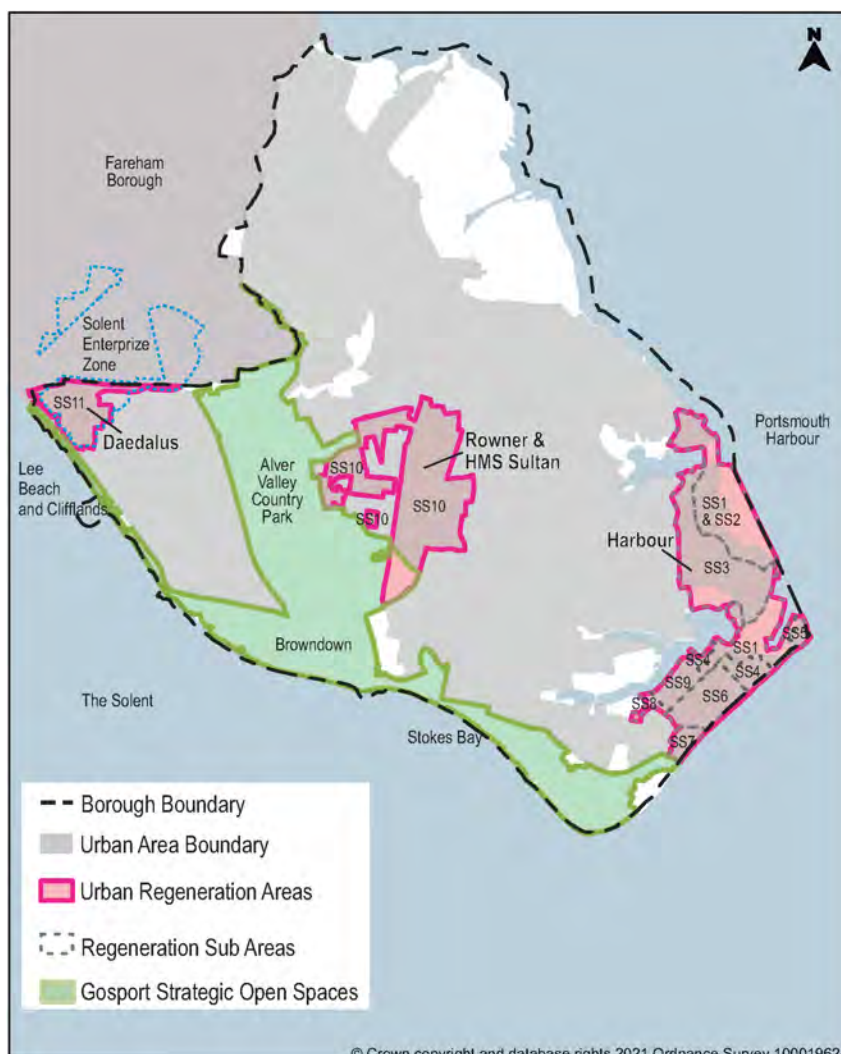 N
Fareham
Borough
Solent
Enterprize
Zone
SS11
Daedalus
Lee
Beach
and Clifflands
Alver
Valley
Country
Park
SS10
SS10
SS10
Rowner &
HMS Sultan
Portsmouth
Harbour
SS1
& SS2
Harbour
SS3
SS1
SS5
SS4
SS4
SS9
SS6
SS8
SS7
Browndown
The Solent
Stokes Bay
Borough Boundary
Urban Area Boundary
Urban Regeneration Areas
Regeneration Sub Areas
Gosport Strategic Open Spaces
© Crown copyright and database rights 2021 Ordnance Survey 10001962